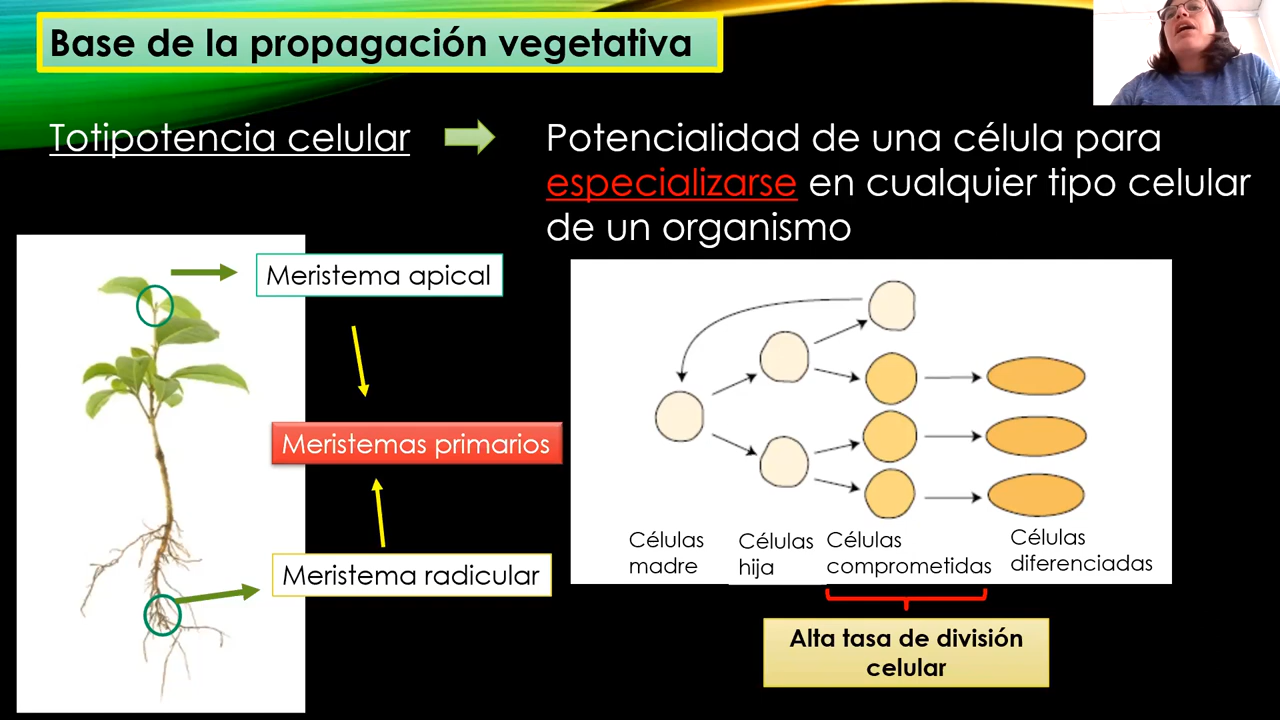 Base de la propagación vegetativa
Totipotencia celular
Potencialidad de una célula para
especializarse en cualquier tipo celular
de un organismo
Meristema apical
Meristemas primarios
Meristema radicular
Células
madre
Células
hija
Células
comprometidas
Células
diferenciadas
Alta tasa de división
celular